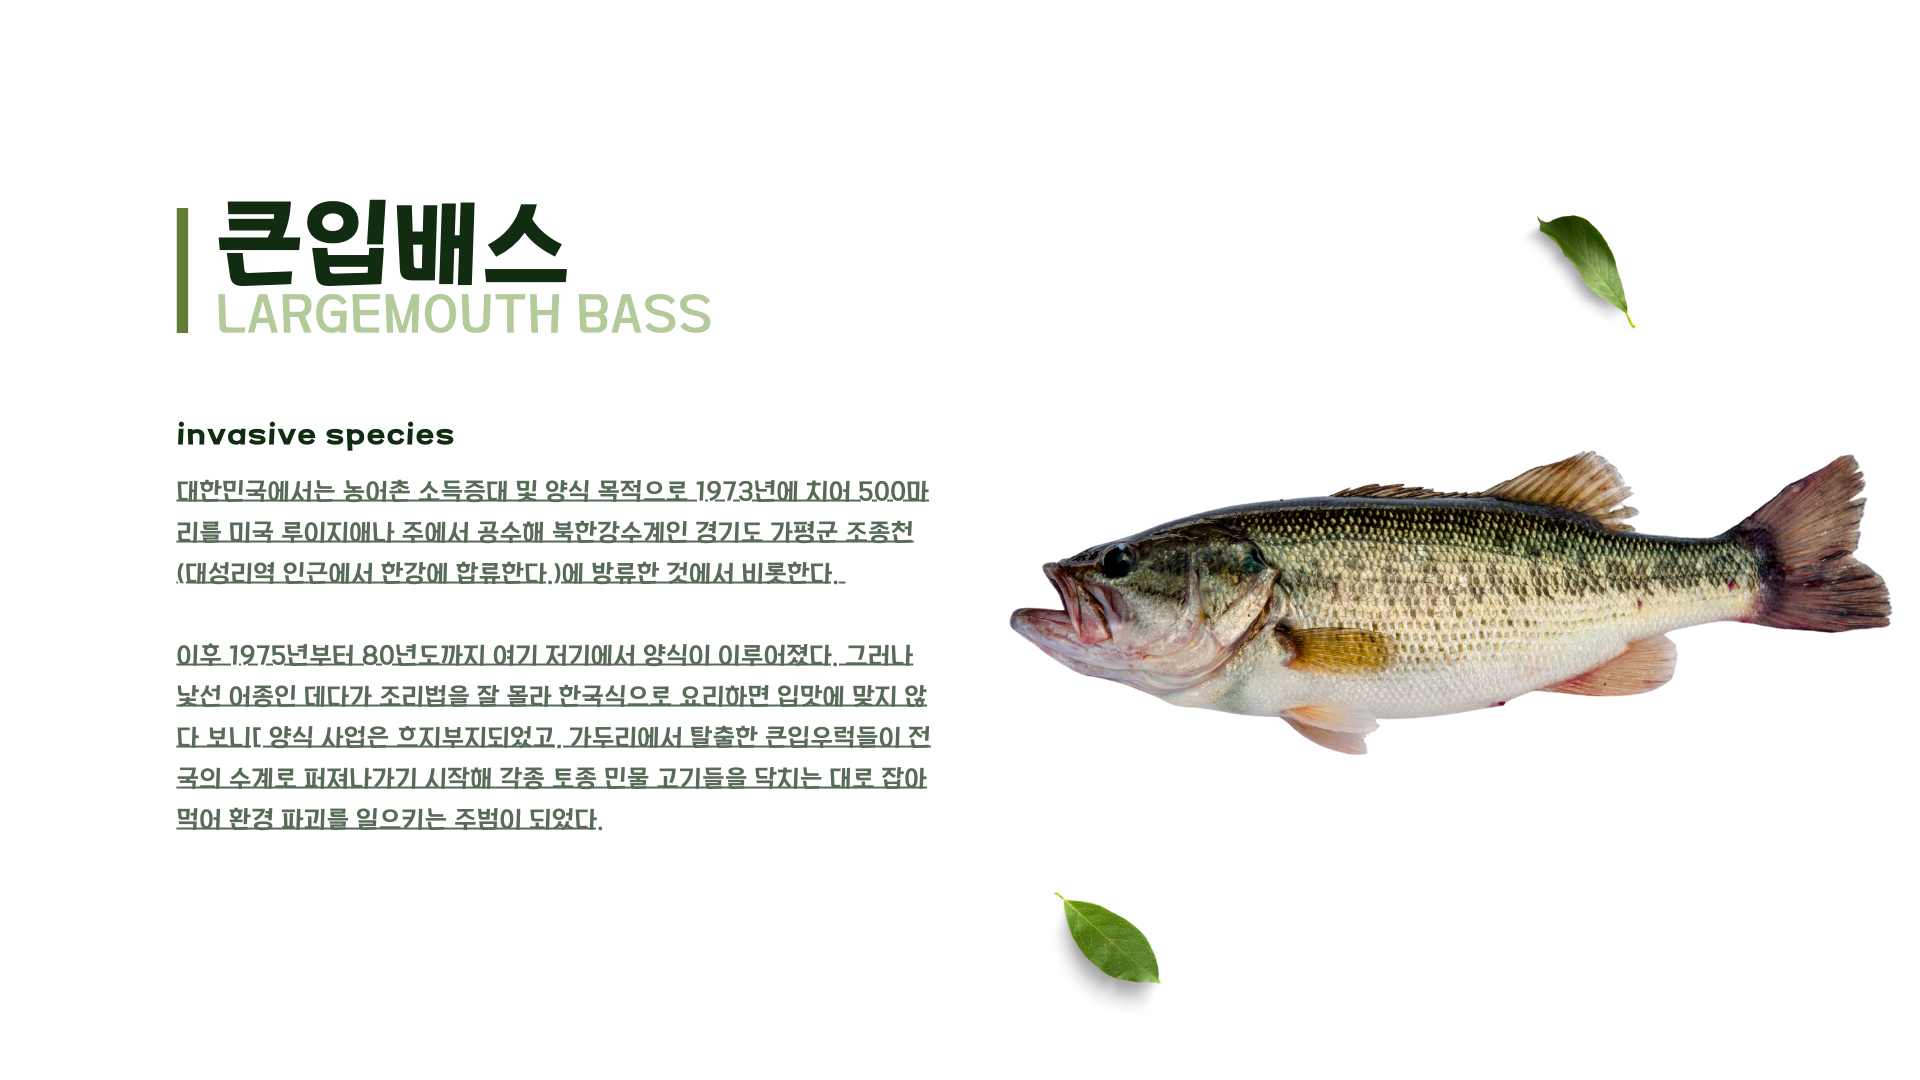 큰입배스
LARGEMOUTH BASS
invasive species
대한민국에서는 농어촌 소득증대 및 양식 목적으로 1973년에 치어 500마
리를 미국 루이지애나 주에서 공수해 북한강수계인 경기도 가평군 조종천
(대성리역 인근에서 한강에 합류한다.)에 방류한 것에서 비롯한다.
이후 1975년부터 80년도까지 여기 저기에서 양식이 이루어졌다. 그러나
낯선 어종인 데다가 조리법을 잘 몰라 한국식으로 요리하면 입맛에 맞지 않
다 보니[ 양식 사업은 흐지부지되었고, 가두리에서 탈출한 큰입우럭들이 전
국의 수계로 퍼져나가기 시작해 각종 토종 민물 고기들을 닥치는 대로 잡아
먹어 환경 파괴를 일으키는 주범이 되었다.